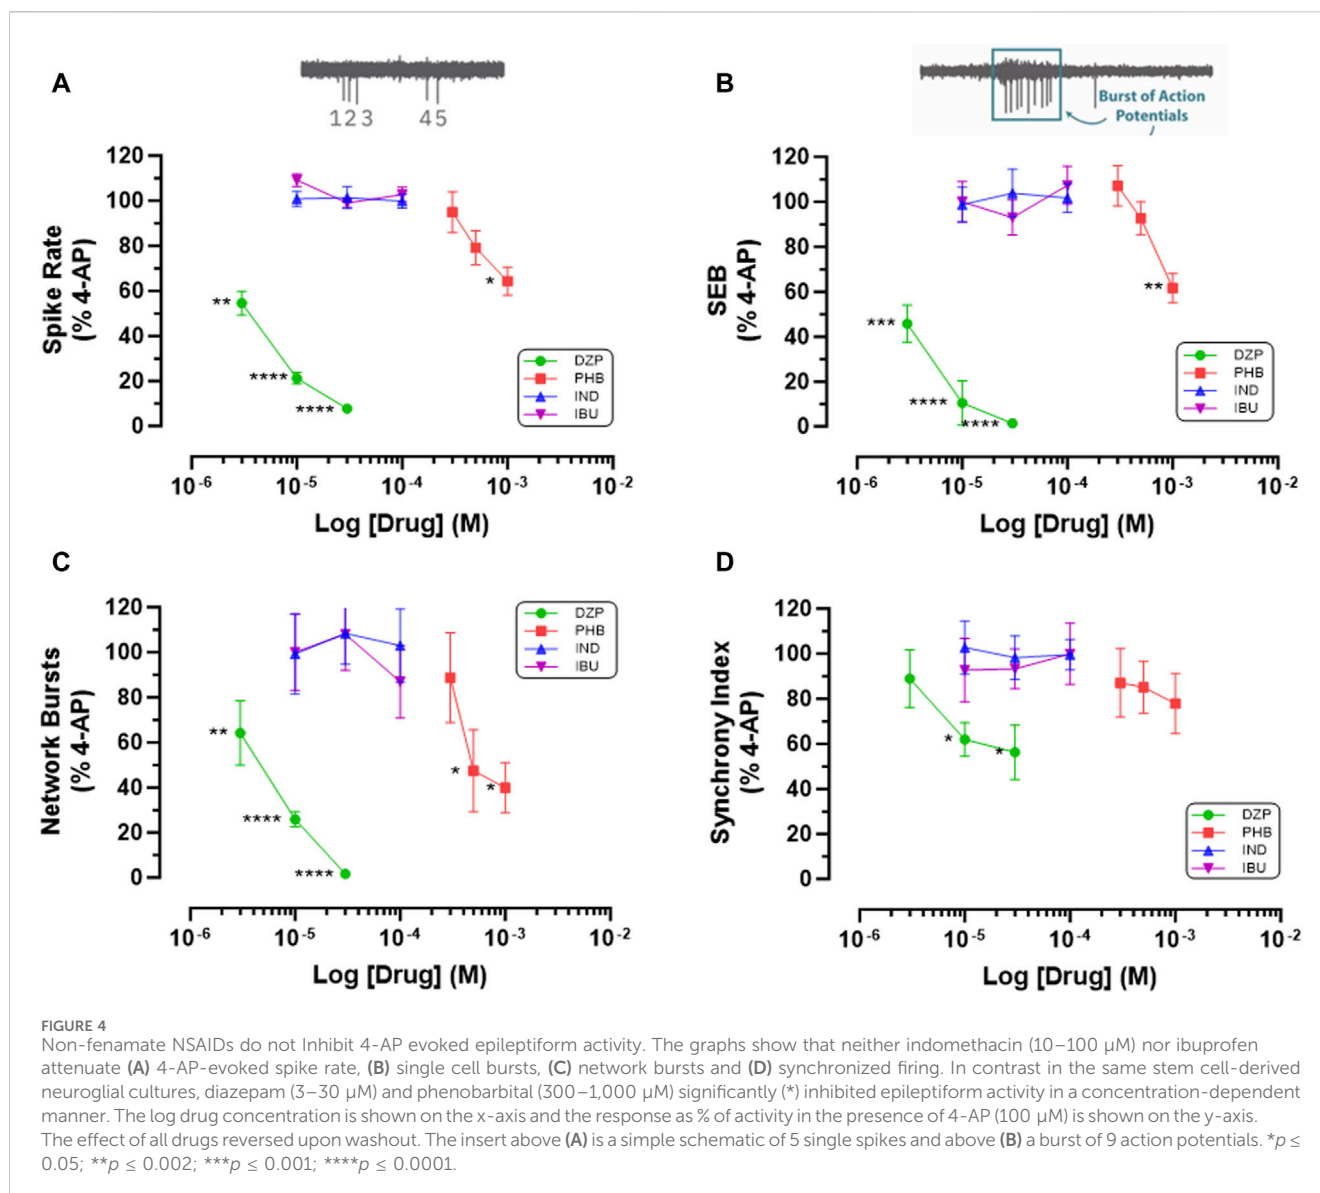 A
123 45
120
100
80
60
40
20
0
Spike Rate
(% 4-AP)
**
****
****
*
DZP
PHB
IND
IBU
10-6 10-5 10-4 10-3 10-2
Log [Drug] (M)
B
Burst of Action
Potentials
120
100
80
60
40
20
0
SEB
(% 4-AP)
***
****
****
**
DZP
PHB
IND
IBU
10-6 10-5 10-4 10-3 10-2
Log [Drug] (M)
C
120
100
80
60
40
20
0
Network Bursts
(% 4-AP)
**
****
****
*
*
DZP
PHB
IND
IBU
10-6 10-5 10-4 10-3 10-2
Log [Drug] (M)
D
120
100
80
60
40
20
0
Synchrony Index
(% 4-AP)
*
*
DZP
PHB
IND
IBU
10-6 10-5 10-4 10-3 10-2
Log [Drug] (M)
FIGURE 4
Non-fenamate NSAIDs do not Inhibit 4-AP evoked epileptiform activity. The graphs show that neither indomethacin (10–100 µM) nor ibuprofen
attenuate (A) 4-AP-evoked spike rate, (B) single cell bursts, (C) network bursts and (D) synchronized firing. In contrast in the same stem cell-derived
neuroglial cultures, diazepam (3–30 µM) and phenobarbital (300–1,000 µM) significantly (*) inhibited epileptiform activity in a concentration-dependent
manner. The log drug concentration is shown on the x-axis and the response as % of activity in the presence of 4-AP (100 µM) is shown on the y-axis.
The effect of all drugs reversed upon washout. The insert above (A) is a simple schematic of 5 single spikes and above (B) a burst of 9 action potentials. *p ≤
0.05; **p ≤ 0.002; ***p ≤ 0.001; ****p ≤ 0.0001.